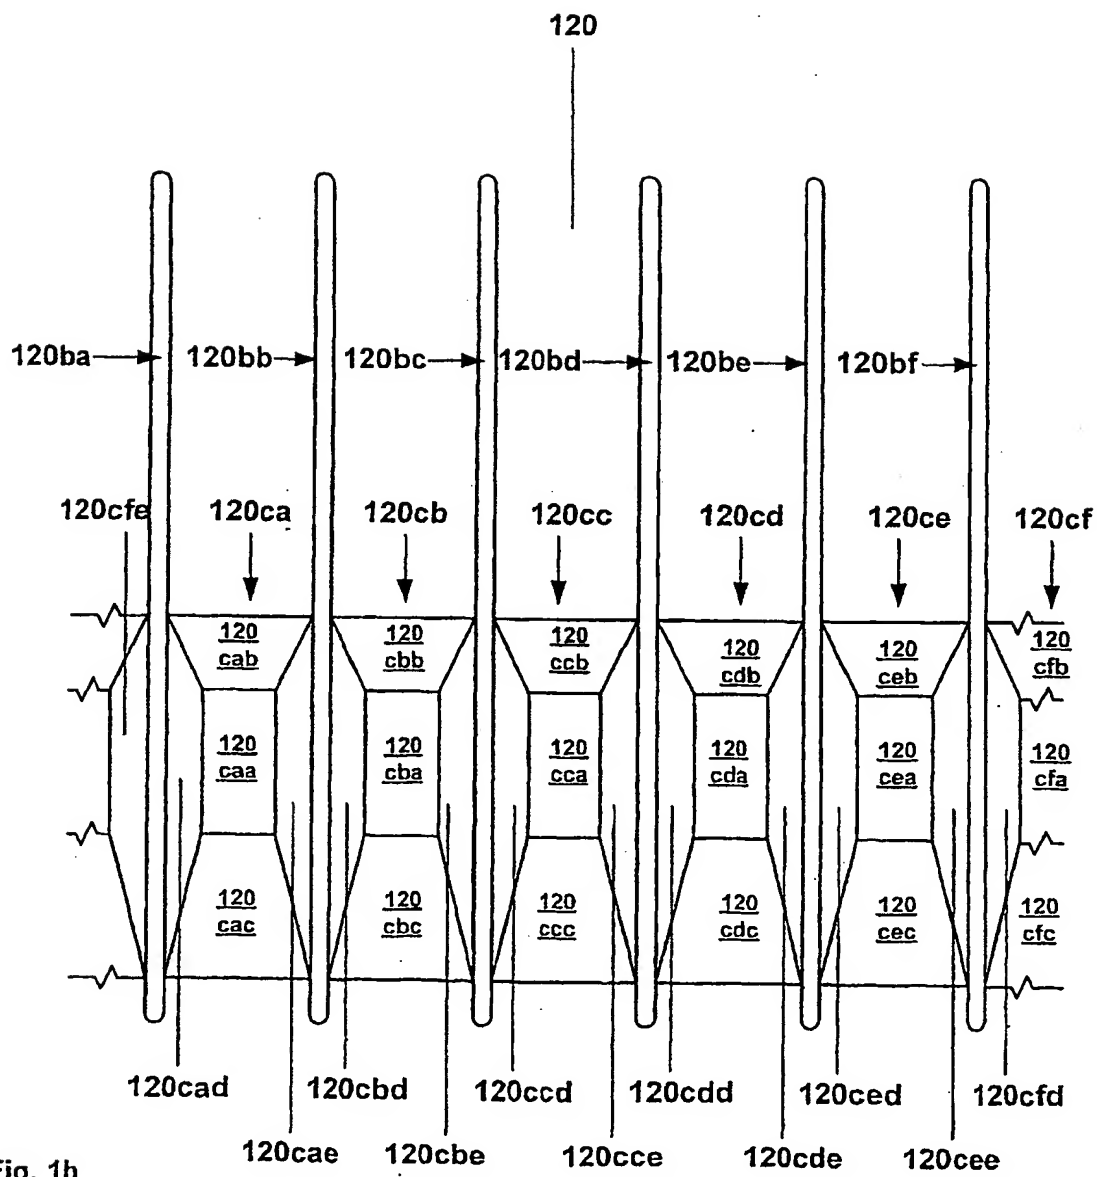 120
120ba 120bb 120bc 120bd 120be 120bf
120cfe 120ca 120cb 120cc 120cd 120ce 120cf
120 120 120 120 120 120
cab cbb ccb cdb ceb cfb
120 120 120 120 120 120
caa cba cca cda cea cfa
120 120 120 120 120 120
cac cbc ccc cdc cec cfc
120cad 120cbd 120ccd 120cdd 120ced 120cfd
120cae 120cbe 120cce 120cde 120cee
Fig. 1h